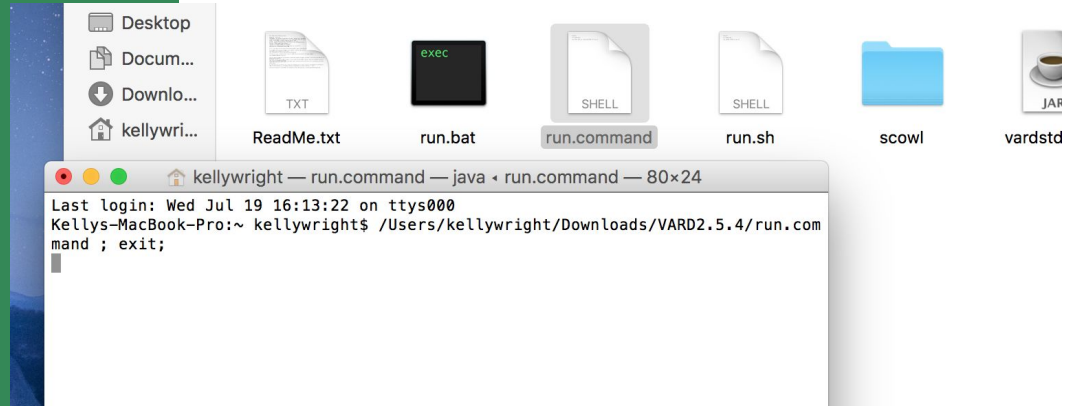 Desktop
Docum...
Downlo...
kellywri...
TXT
exec
SHELL
SHELL
JAR
ReadMe.txt
run.bat
run.command
run.sh
scowl
vardstd
kellywright — run.command — java ◂ run.command — 80×24
Last login: Wed Jul 19 16:13:22 on ttys000
Kellys-MacBook-Pro:~ kellywright$ /Users/kellywright/Downloads/VARD2.5.4/run.com
mand ; exit;